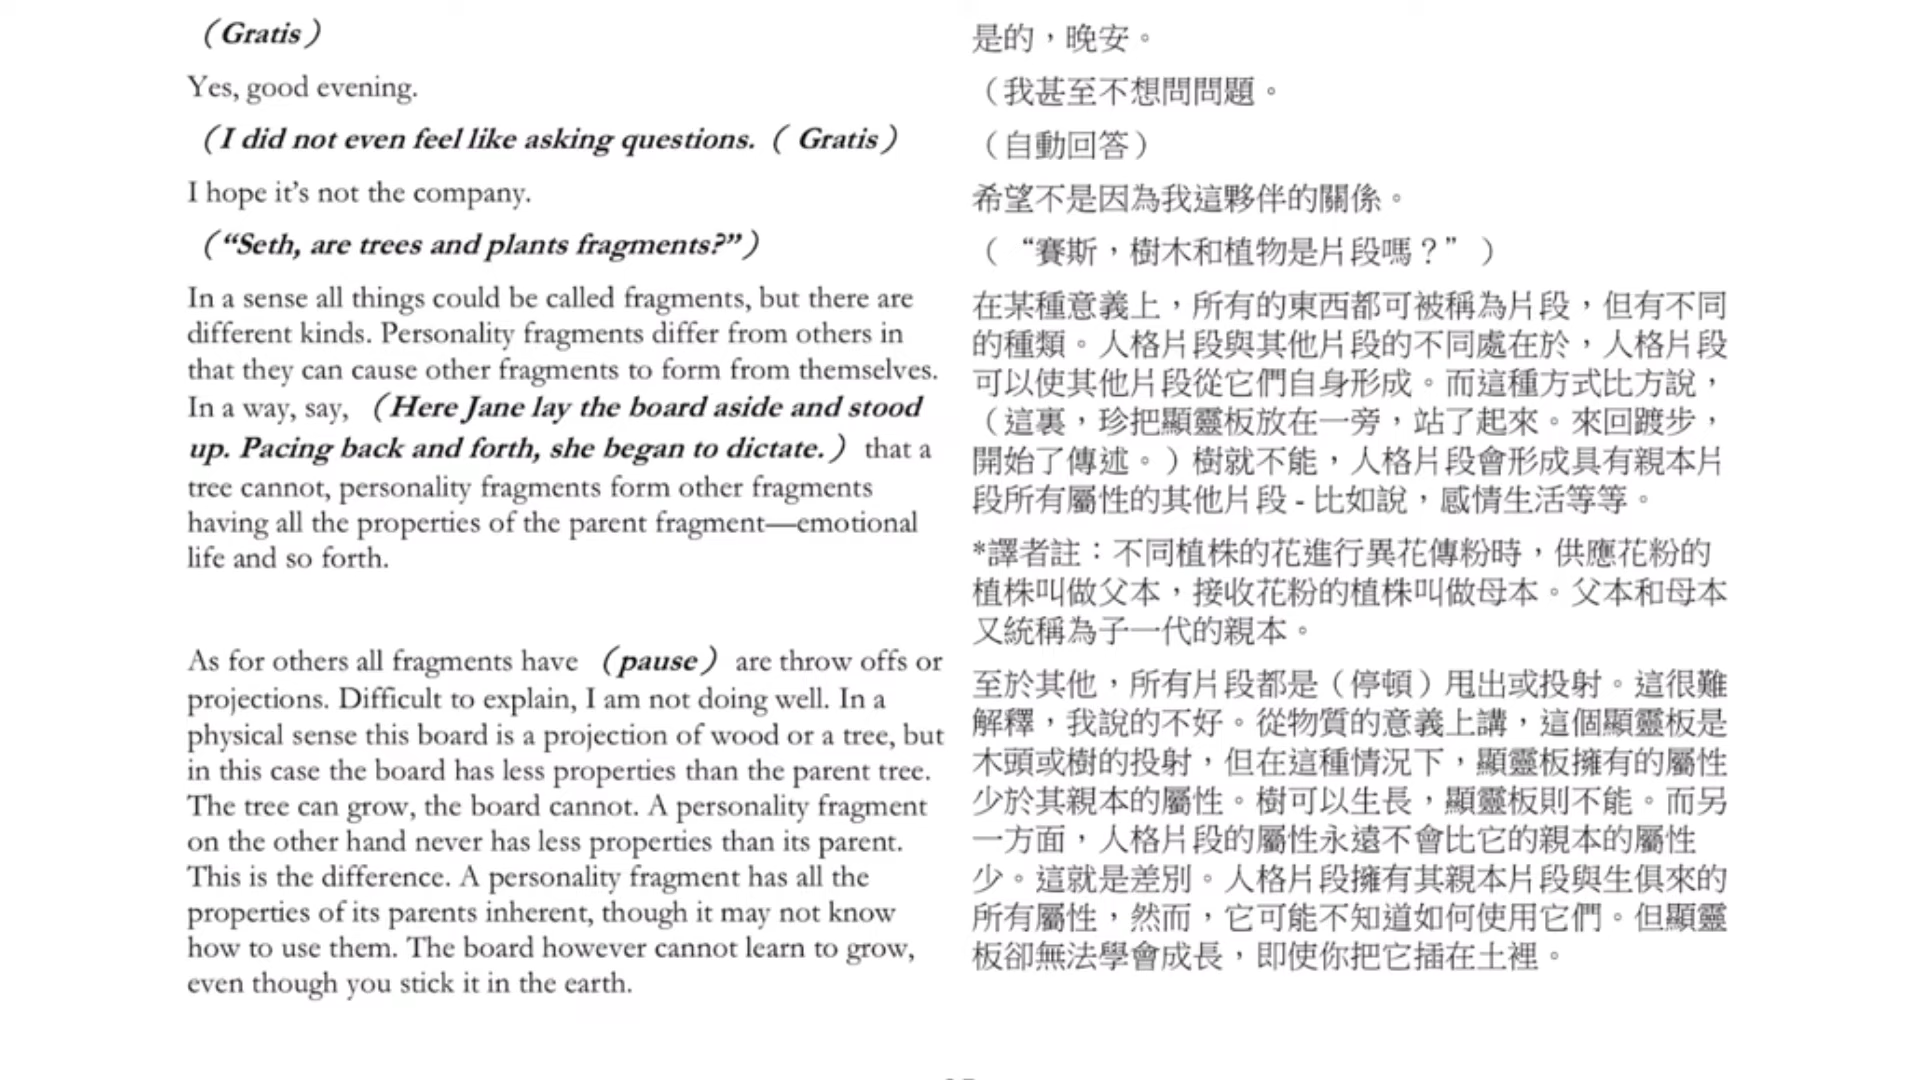 （Gratis）
Yes, good evening.
（I did not even feel like asking questions.（ Gratis）
I hope it’s not the company.
（“Seth, are trees and plants fragments?”）
In a sense all things could be called fragments, but there are
different kinds. Personality fragments differ from others in
that they can cause other fragments to form from themselves.
In a way, say, （Here Jane lay the board aside and stood
up. Pacing back and forth, she began to dictate.） that a
tree cannot, personality fragments form other fragments
having all the properties of the parent fragment—emotional
life and so forth.
As for others all fragments have （pause） are throw offs or
projections. Difficult to explain, I am not doing well. In a
physical sense this board is a projection of wood or a tree, but
in this case the board has less properties than the parent tree.
The tree can grow, the board cannot. A personality fragment
on the other hand never has less properties than its parent.
This is the difference. A personality fragment has all the
properties of its parents inherent, though it may not know
how to use them. The board however cannot learn to grow,
even though you stick it in the earth.
是的，晚安。
（我甚至不想問問題。
（自動回答）
希望不是因為我這夥伴的關係。
（“賽斯，樹木和植物是片段嗎？”）
在某種意義上，所有的東西都可被稱為片段，但有不同
的種類。人格片段與其他片段的不同處在於，人格片段
可以使其他片段從它們自身形成。而這種方式比方說，
（這裏，珍把顯靈板放在一旁，站了起來。來回踱步，
開始了傳述。）樹就不能，人格片段會形成具有親本片
段所有屬性的其他片段 - 比如說，感情生活等等。
*譯者註：不同植株的花進行異花傳粉時，供應花粉的
植株叫做父本，接收花粉的植株叫做母本。父本和母本
又統稱為子一代的親本。
至於其他，所有片段都是（停頓）甩出或投射。這很難
解釋，我說的不好。從物質的意義上講，這個顯靈板是
木頭或樹的投射，但在這種情況下，顯靈板擁有的屬性
少於其親本的屬性。樹可以生長，顯靈板則不能。而另
一方面，人格片段的屬性永遠不會比它的親本的屬性
少。這就是差別。人格片段擁有其親本片段與生俱來的
所有屬性，然而，它可能不知道如何使用它們。但顯靈
板卻無法學會成長，即使你把它插在土裡。